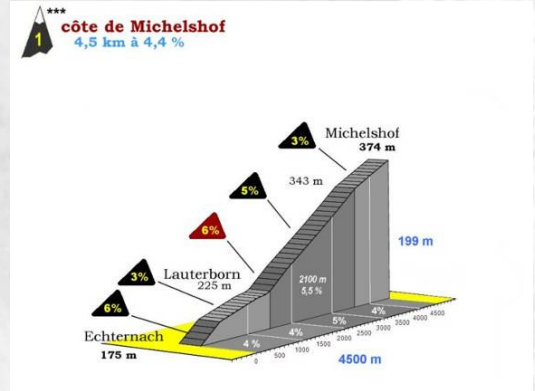 ***
1
côte de Michelshof
4,5 km à 4,4 %
3%
Michelshof
374 m
5%
343 m
6%
199 m
3%
Lauterborn
225 m
2100 m
5,5 %
6%
Echternach
175 m
4 %
4%
5%
4%
0 500 1000 1500 2000 2500 3000 3500 4000 4500
4500 m